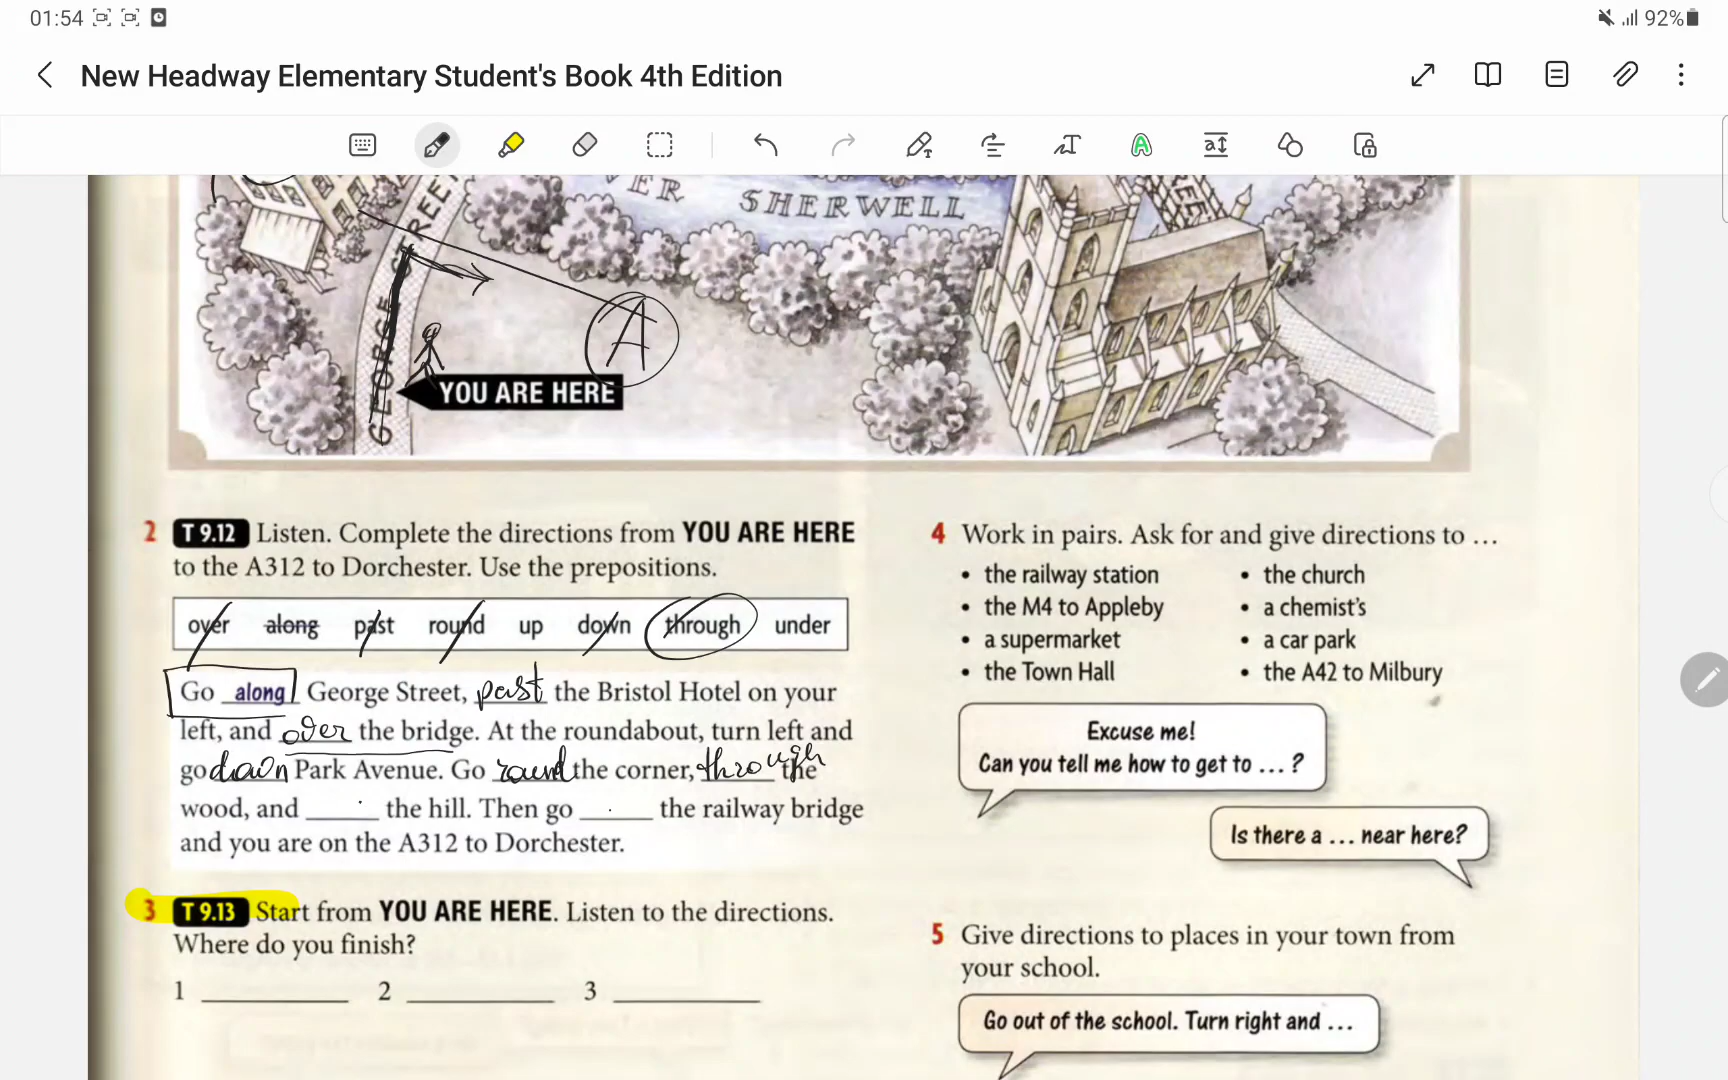 01:54
92%
New Headway Elementary Student's Book 4th Edition
ER SHERWELL
GEORGE STREET
A
YOU ARE HERE
2 T 9.12 Listen. Complete the directions from YOU ARE HERE
to the A312 to Dorchester. Use the prepositions.
over along past round up down through under
Go along George Street, past the Bristol Hotel on your
left, and over the bridge. At the roundabout, turn left and
go down Park Avenue. Go round the corner, through the
wood, and ______ the hill. Then go ______ the railway bridge
and you are on the A312 to Dorchester.
3 T 9.13 Start from YOU ARE HERE. Listen to the directions.
Where do you finish?
1 ____________ 2 ____________ 3 ____________
4 Work in pairs. Ask for and give directions to …
• the railway station • the church
• the M4 to Appleby • a chemist's
• a supermarket • a car park
• the Town Hall • the A42 to Milbury
Excuse me!
Can you tell me how to get to … ?
Is there a … near here?
5 Give directions to places in your town from
your school.
Go out of the school. Turn right and …